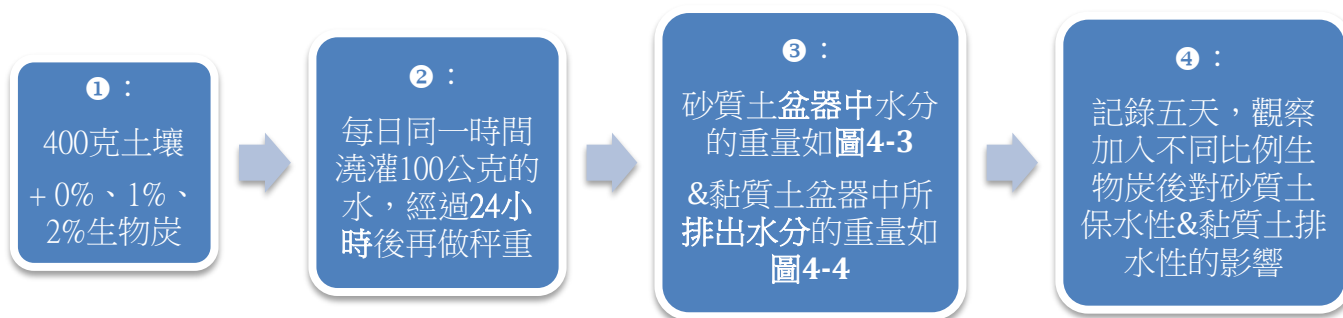 ❶：
400克土壤
+ 0%、1%、
2%生物炭
❷：
每日同一時間
澆灌100公克的
水，經過24小
時後再做秤重
❸：
砂質土盆器中水分
的重量如圖4-3
&黏質土盆器中所
排出水分的重量如
圖4-4
❹：
記錄五天，觀察
加入不同比例生
物炭後對砂質土
保水性&黏質土排
水性的影響